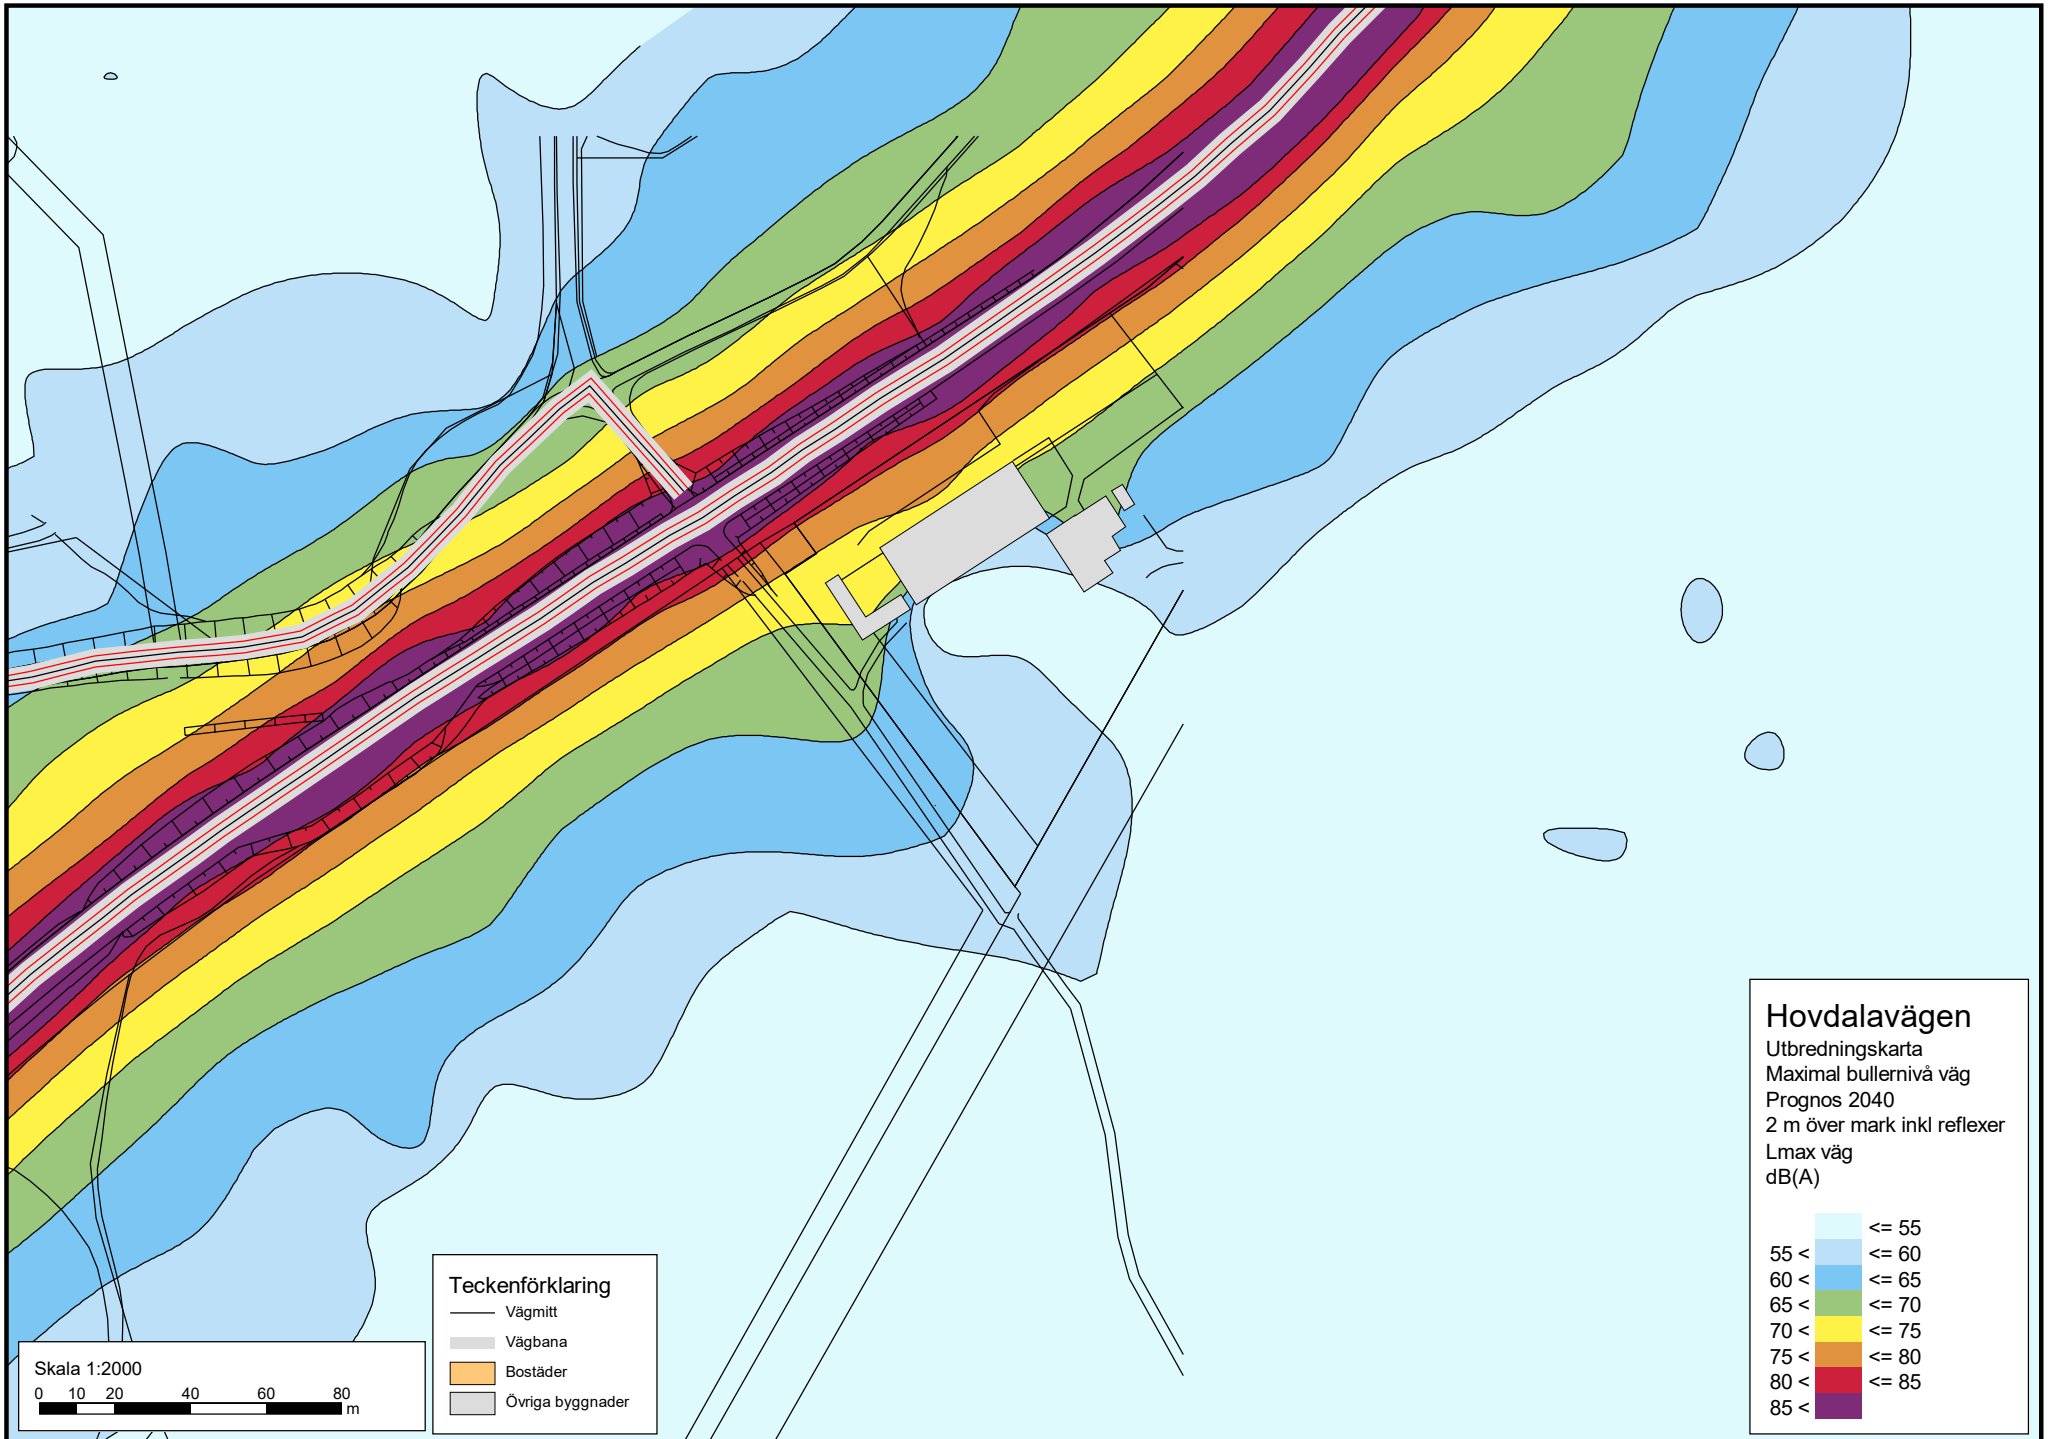 Hovdalavägen
Utbredningskarta
Maximal bullernivå väg
Prognos 2040
2 m över mark inkl reflexer
Lmax väg
dB(A)
<= 55
55 < <= 60
60 < <= 65
65 < <= 70
70 < <= 75
75 < <= 80
80 < <= 85
85 <
Teckenförklaring
Vägmitt
Vägbana
Bostäder
Övriga byggnader
Skala 1:2000
0 10 20 40 60 80
m